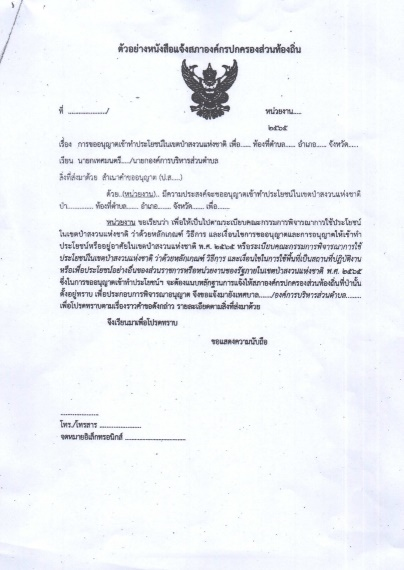 ตัวอย่างหนังสือแจ้งสภาองค์กรปกครองส่วนท้องถิ่น
ที่ ................../
หน่วยงาน.....
๒๕๖๕
เรื่อง การขออนุญาตเข้าทำประโยชน์ในเขตป่าสงวนแห่งชาติ เพื่อ...... ท้องที่ตำบล...... อำเภอ...... จังหวัด.....
เรียน นายกเทศมนตรี...../นายกองค์การบริหารส่วนตำบล
สิ่งที่ส่งมาด้วย สำเนาคำขออนุญาต (ป.ส.....)
ด้วย..(หน่วยงาน).. มีความประสงค์จะขออนุญาตเข้าทำประโยชน์ในเขตป่าสงวนแห่งชาติ
ป่า.............. ท้องที่ตำบล...... อำเภอ....... จังหวัด...... เพื่อ.......
หน่วยงาน ขอเรียนว่า เพื่อให้เป็นไปตามระเบียบคณะกรรมการพิจารณาการใช้ประโยชน์
ในเขตป่าสงวนแห่งชาติ ว่าด้วยหลักเกณฑ์ วิธีการ และเงื่อนไขการขออนุญาตและการอนุญาตให้เข้าทำ
ประโยชน์หรืออยู่อาศัยในเขตป่าสงวนแห่งชาติ พ.ศ. ๒๕๖๕ หรือระเบียบคณะกรรมการพิจารณาการใช้
ประโยชน์ในเขตป่าสงวนแห่งชาติ ว่าด้วยหลักเกณฑ์ วิธีการ และเงื่อนไขในการใช้พื้นที่เป็นสถานที่ปฏิบัติงาน
หรือเพื่อประโยชน์อย่างอื่นของส่วนราชการหรือหน่วยงานของรัฐภายในเขตป่าสงวนแห่งชาติ พ.ศ. ๒๕๖๕
ซึ่งในการขออนุญาตเข้าทำประโยชน์ฯ จะต้องแนบหลักฐานการแจ้งให้สภาองค์กรปกครองส่วนท้องถิ่นที่ป่านั้น
ตั้งอยู่ทราบ เพื่อประกอบการพิจารณาอนุญาต จึงขอแจ้งมายังเทศบาล......./องค์การบริหารส่วนตำบล........
เพื่อโปรดทราบตามเรื่องราวคำขอดังกล่าว รายละเอียดตามสิ่งที่ส่งมาด้วย
จึงเรียนมาเพื่อโปรดทราบ
ขอแสดงความนับถือ
..................
โทร./โทรสาร ....................
จดหมายอิเล็กทรอนิกส์ .............................